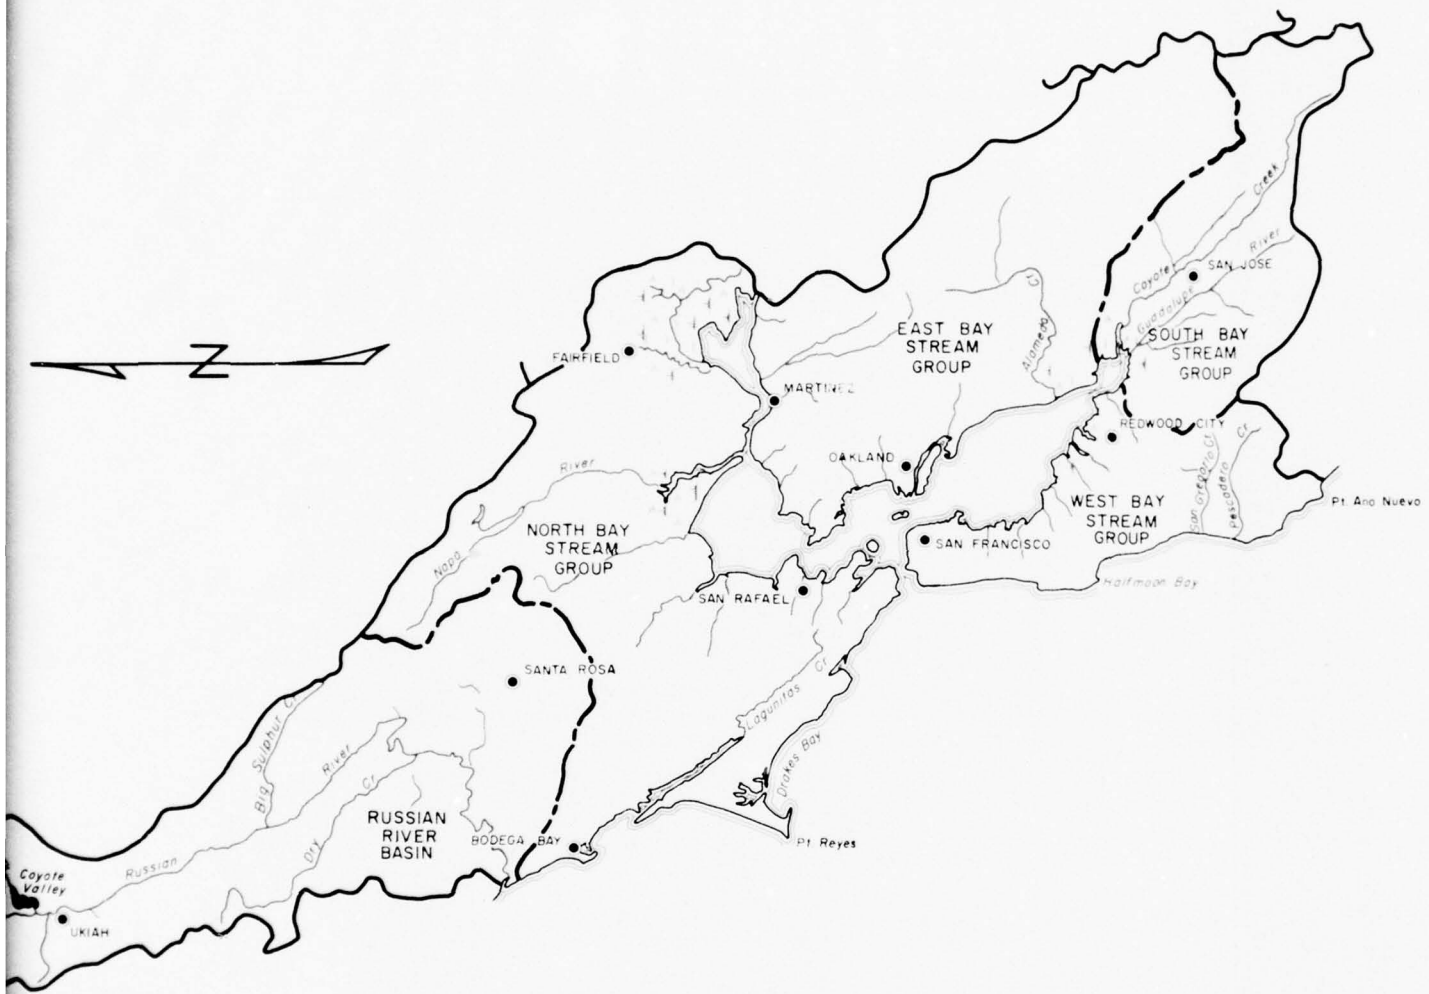 Creek
River
Coyote
SAN JOSE
Guadalupe
Cr
Alameda
EAST BAY
STREAM
GROUP
SOUTH BAY
STREAM
GROUP
Z
FAIRFIELD
MARTINEZ
REDWOOD CITY
San Gregorio Cr
Pescadero Cr.
OAKLAND
River
Napa
WEST BAY
STREAM
GROUP
Pt. Ano Nuevo
NORTH BAY
STREAM
GROUP
SAN FRANCISCO
Halfmoon Bay
SAN RAFAEL
SANTA ROSA
Lagunitas Cr
Big Sulphur Cr
River
Drakes Bay
Dry Cr
RUSSIAN
RIVER
BASIN
BODEGA BAY
Pt Reyes
Russian
Coyote
Valley
UKIAH